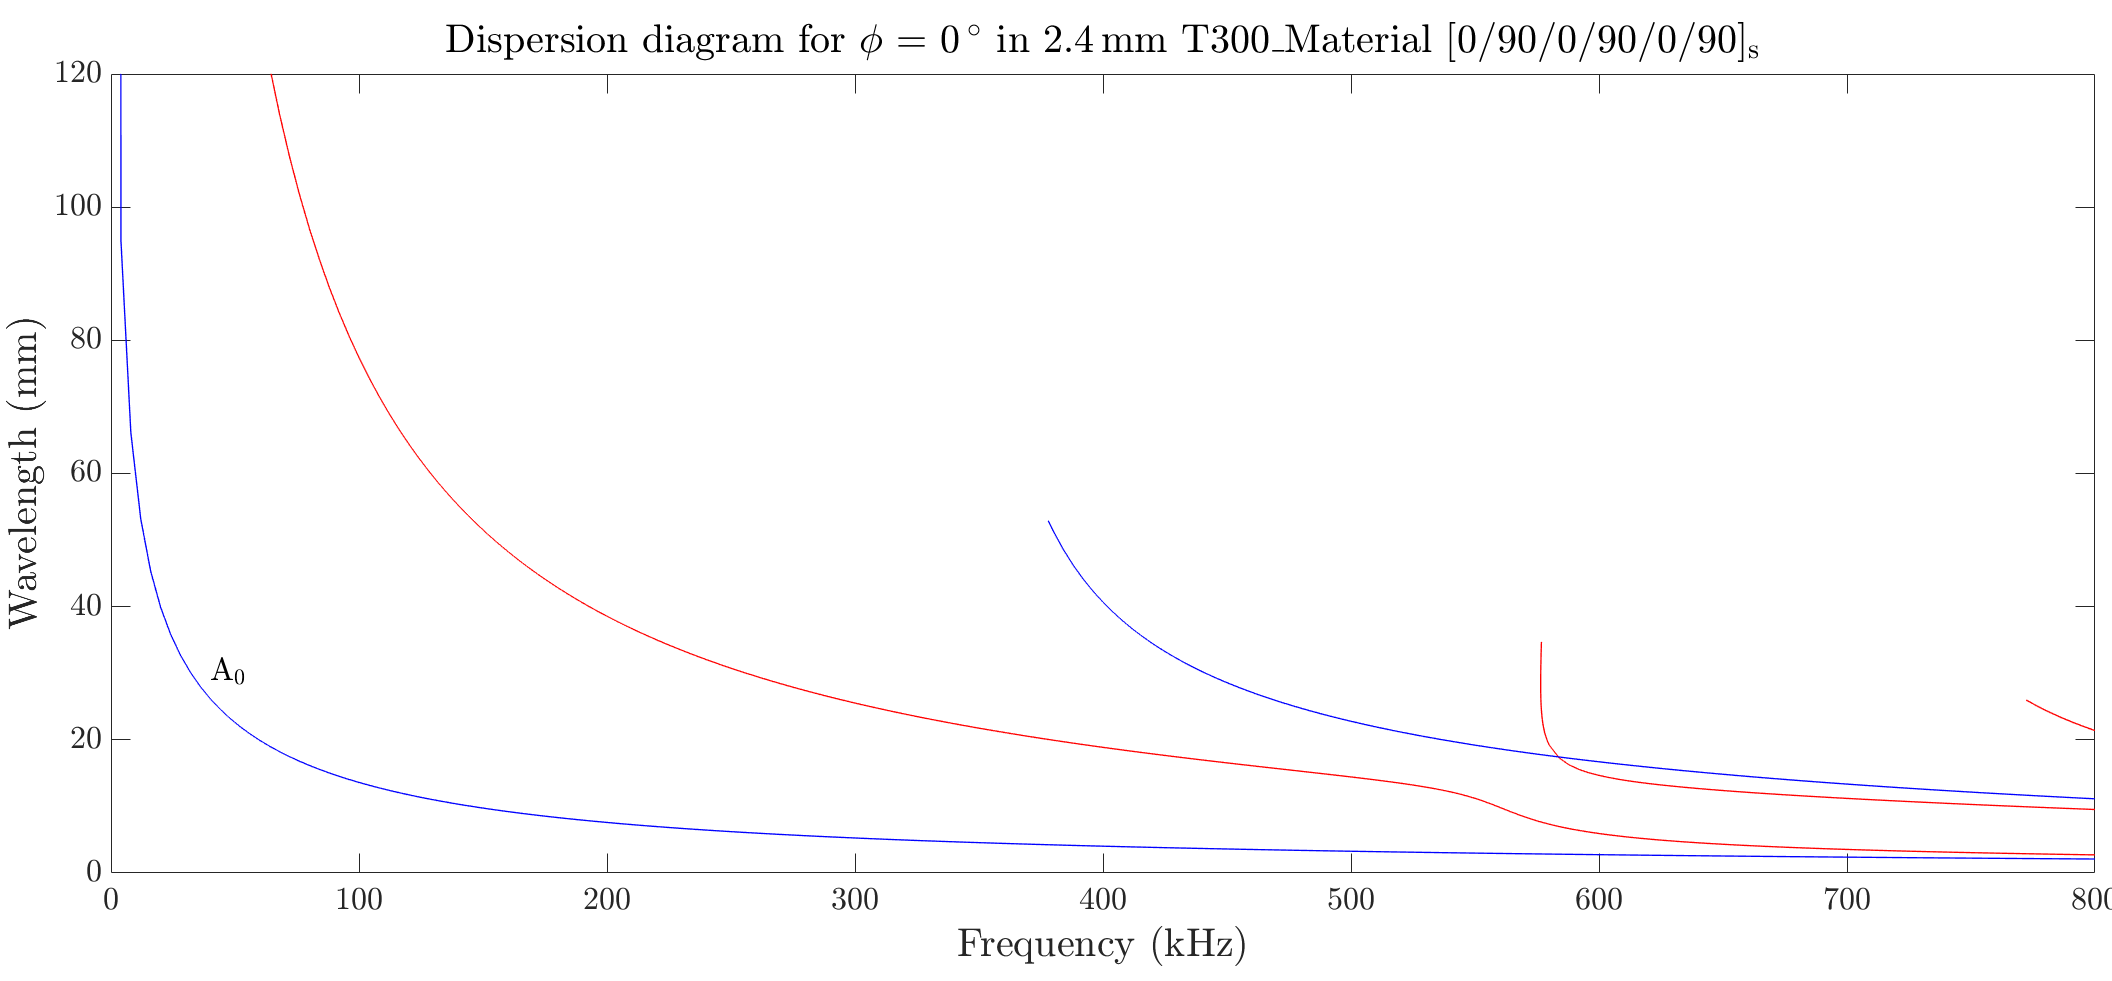 Dispersion diagram for ϕ = 0° in 2.4 mm T300_Material [0/90/0/90/0/90]ₛ
120
100
80
60
40
20
0
Wavelength (mm)
A₀
0 100 200 300 400 500 600 700 800
Frequency (kHz)